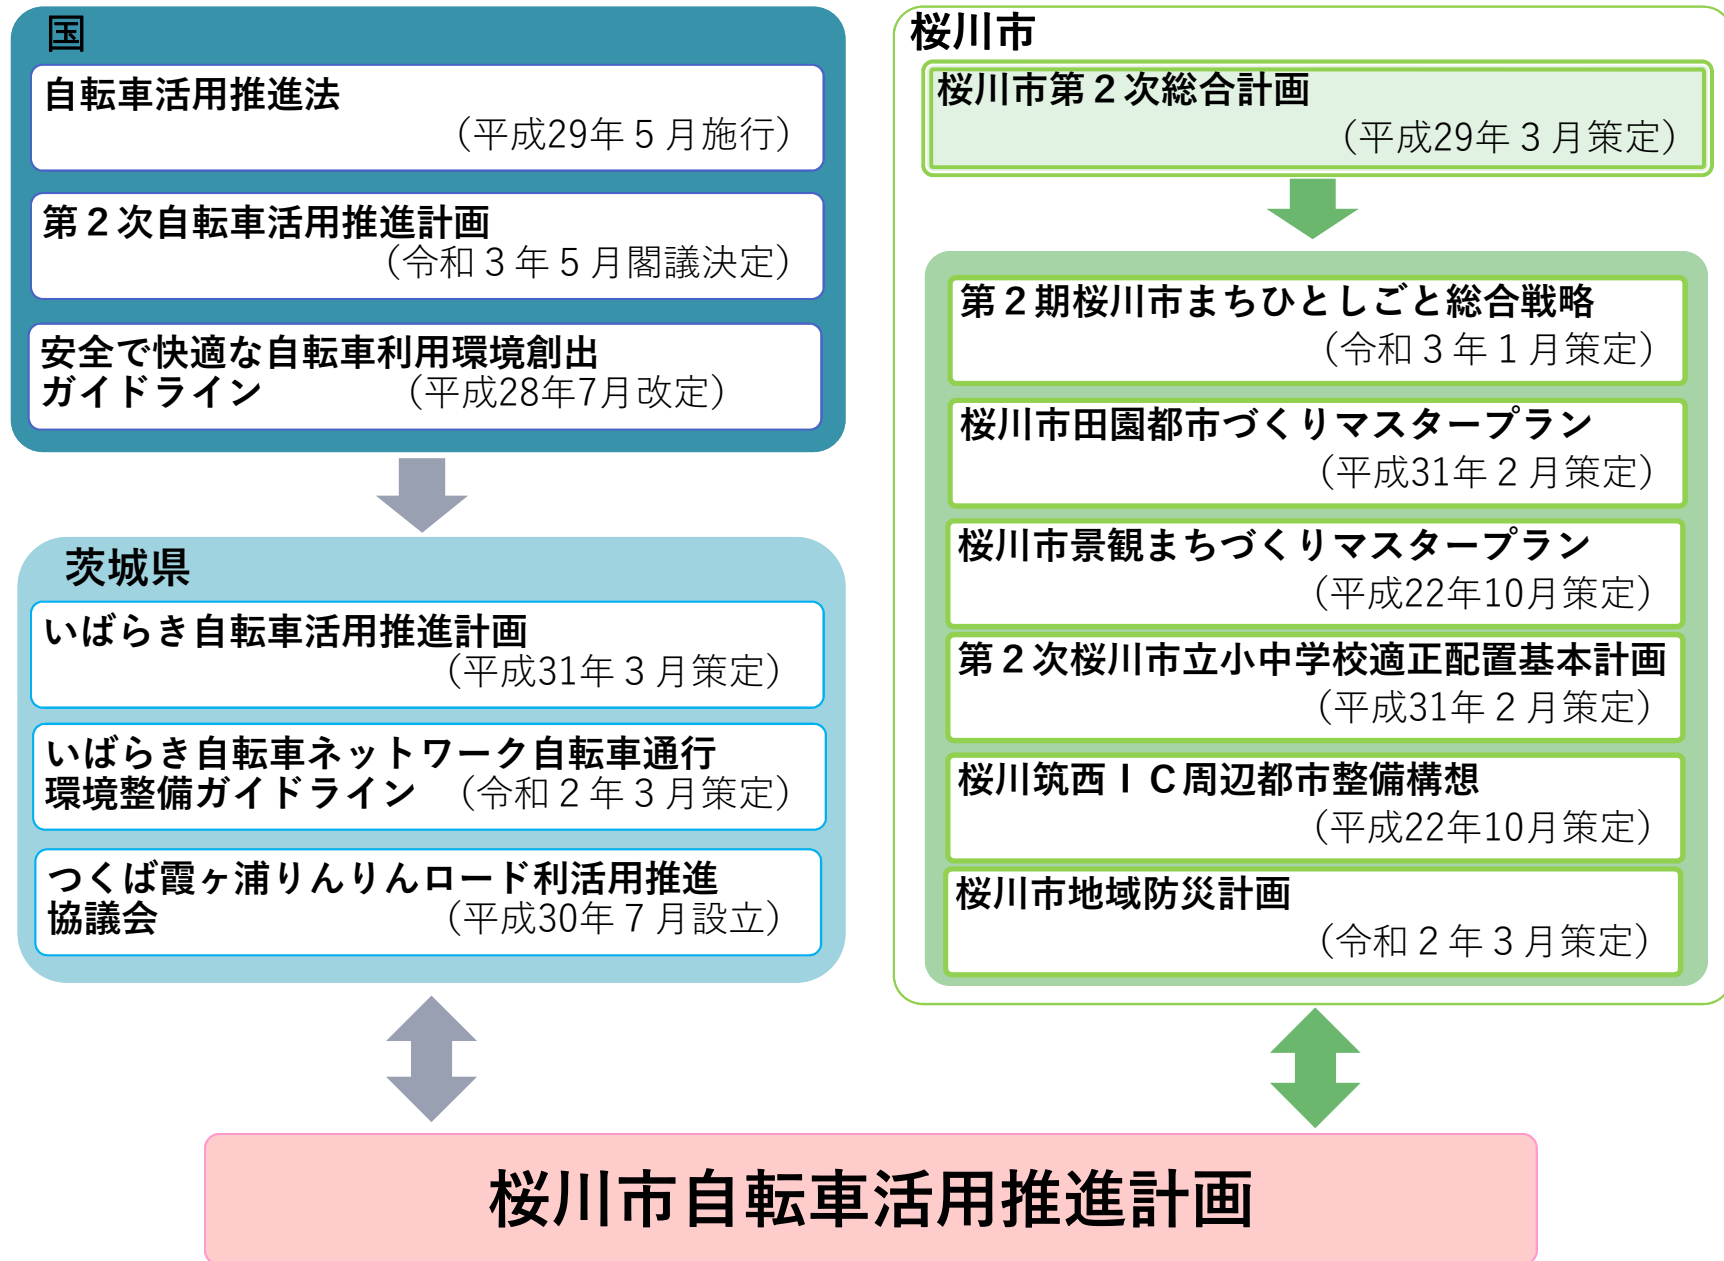 国
自転車活用推進法
（平成29年５月施行）
第２次自転車活用推進計画
（令和３年５月閣議決定）
安全で快適な自転車利用環境創出
ガイドライン　（平成28年7月改定）
茨城県
いばらき自転車活用推進計画
（平成31年３月策定）
いばらき自転車ネットワーク自転車通行
環境整備ガイドライン　（令和２年３月策定）
つくば霞ヶ浦りんりんロード利活用推進
協議会　（平成30年７月設立）
桜川市
桜川市第２次総合計画
（平成29年３月策定）
第２期桜川市まちひとしごと総合戦略
（令和３年１月策定）
桜川市田園都市づくりマスタープラン
（平成31年２月策定）
桜川市景観まちづくりマスタープラン
（平成22年10月策定）
第２次桜川市立小中学校適正配置基本計画
（平成31年２月策定）
桜川筑西ＩＣ周辺都市整備構想
（平成22年10月策定）
桜川市地域防災計画
（令和２年３月策定）
桜川市自転車活用推進計画